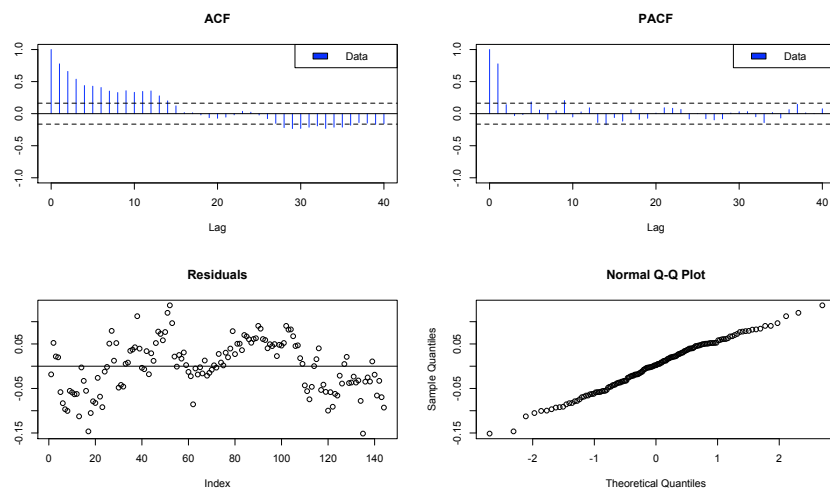 ACF
1.0
0.5
0.0
-0.5
-1.0
Data
0 10 20 30 40
Lag
PACF
1.0
0.5
0.0
-0.5
-1.0
Data
0 10 20 30 40
Lag
Residuals
0.05
-0.05
-0.15
0 20 40 60 80 100 120 140
Index
Normal Q-Q Plot
Sample Quantiles
0.05
-0.05
-0.15
-2 -1 0 1 2
Theoretical Quantiles